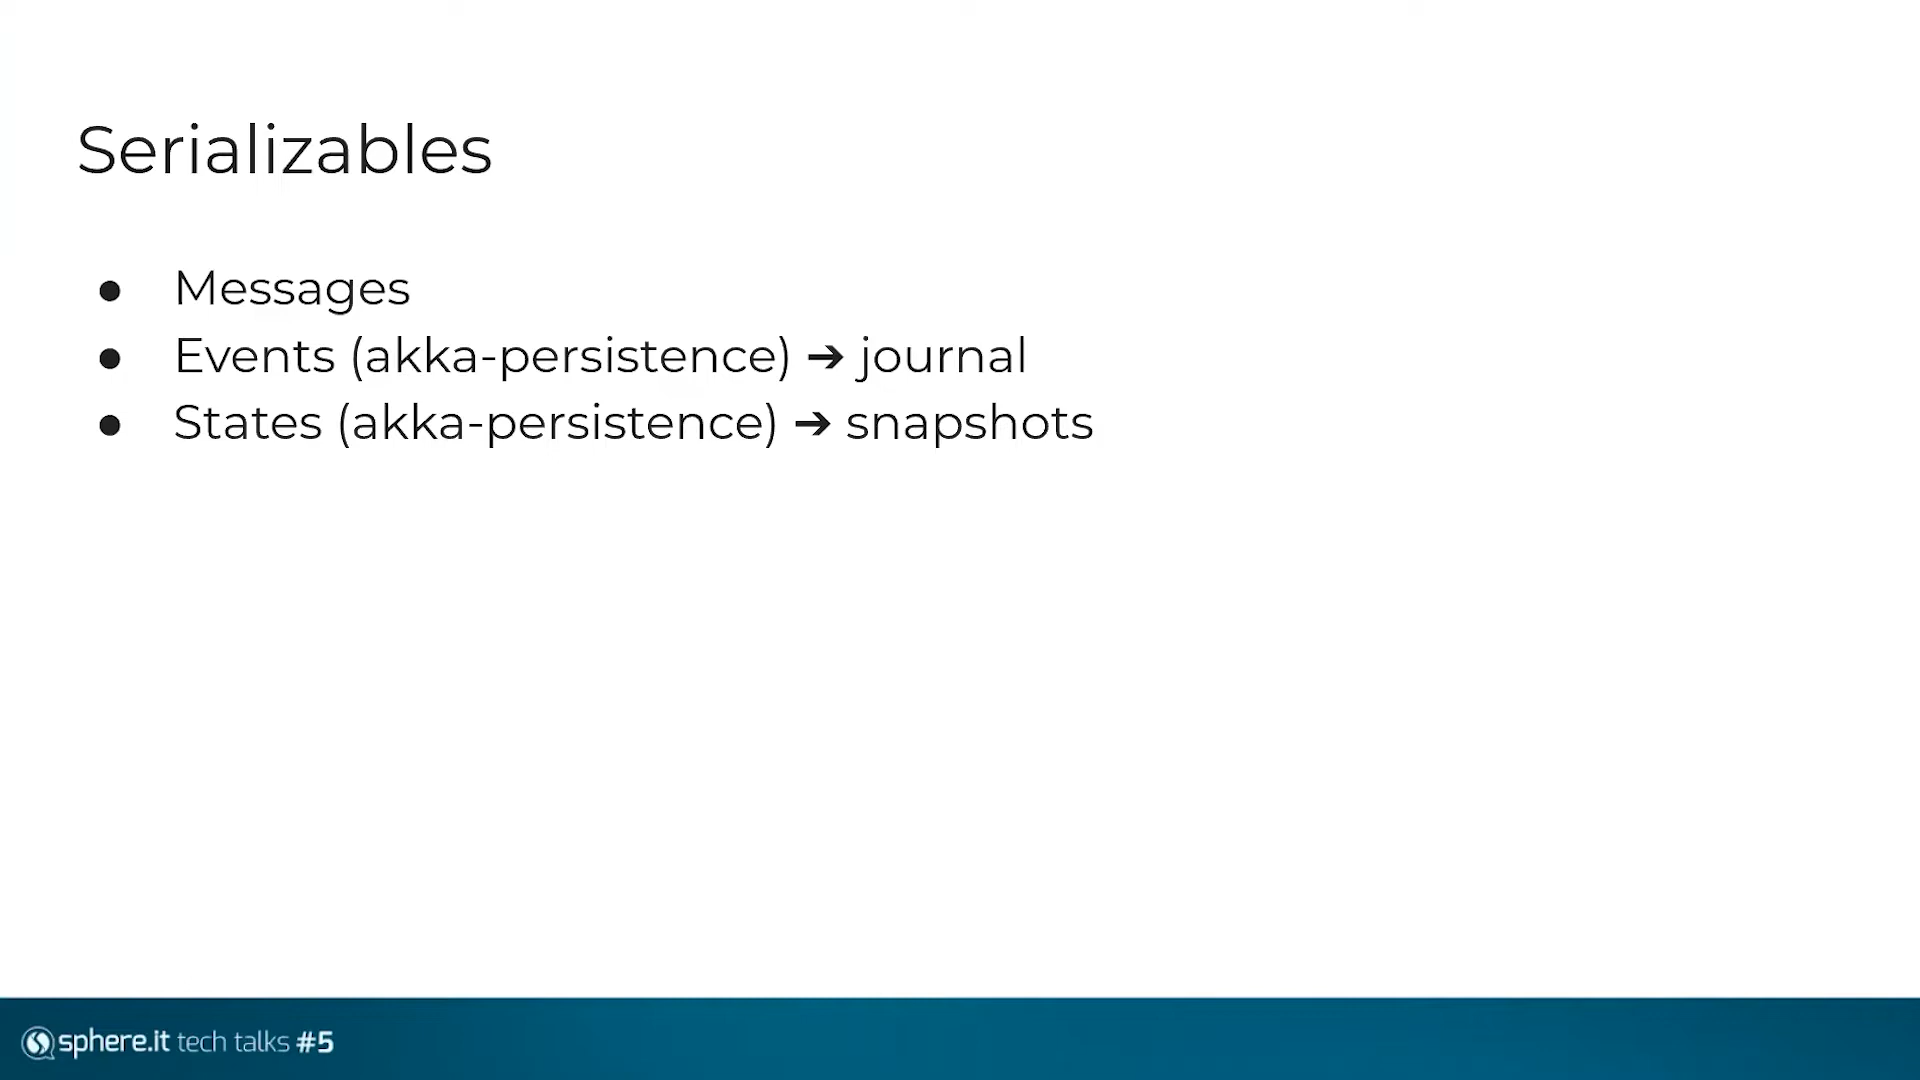 Serializables
● Messages
● Events (akka-persistence) ➔ journal
● States (akka-persistence) ➔ snapshots
sphere.it tech talks #5